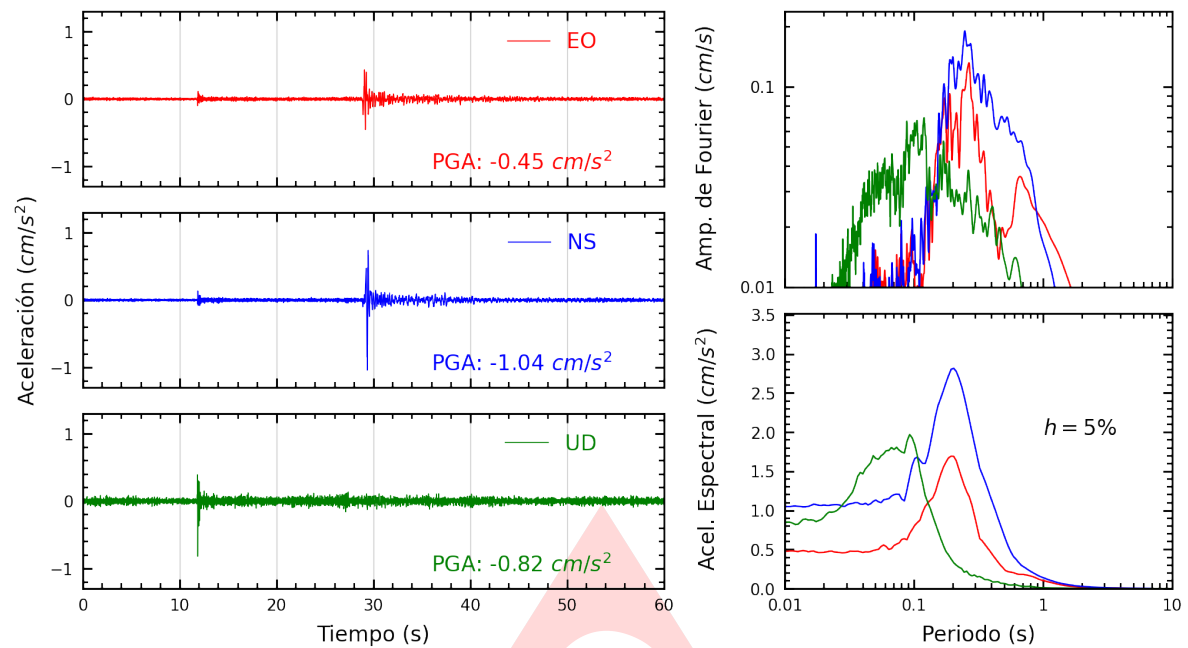 Aceleración (cm/s²)
1
0
−1
EO
PGA: -0.45 cm/s²
1
0
−1
NS
PGA: -1.04 cm/s²
1
0
−1
UD
PGA: -0.82 cm/s²
0 10 20 30 40 50 60
Tiempo (s)
Amp. de Fourier (cm/s)
0.1
0.01
Acel. Espectral (cm/s²)
3.5
3.0
2.5
2.0
1.5
1.0
0.5
0.0
h = 5%
0.01 0.1 1 10
Periodo (s)